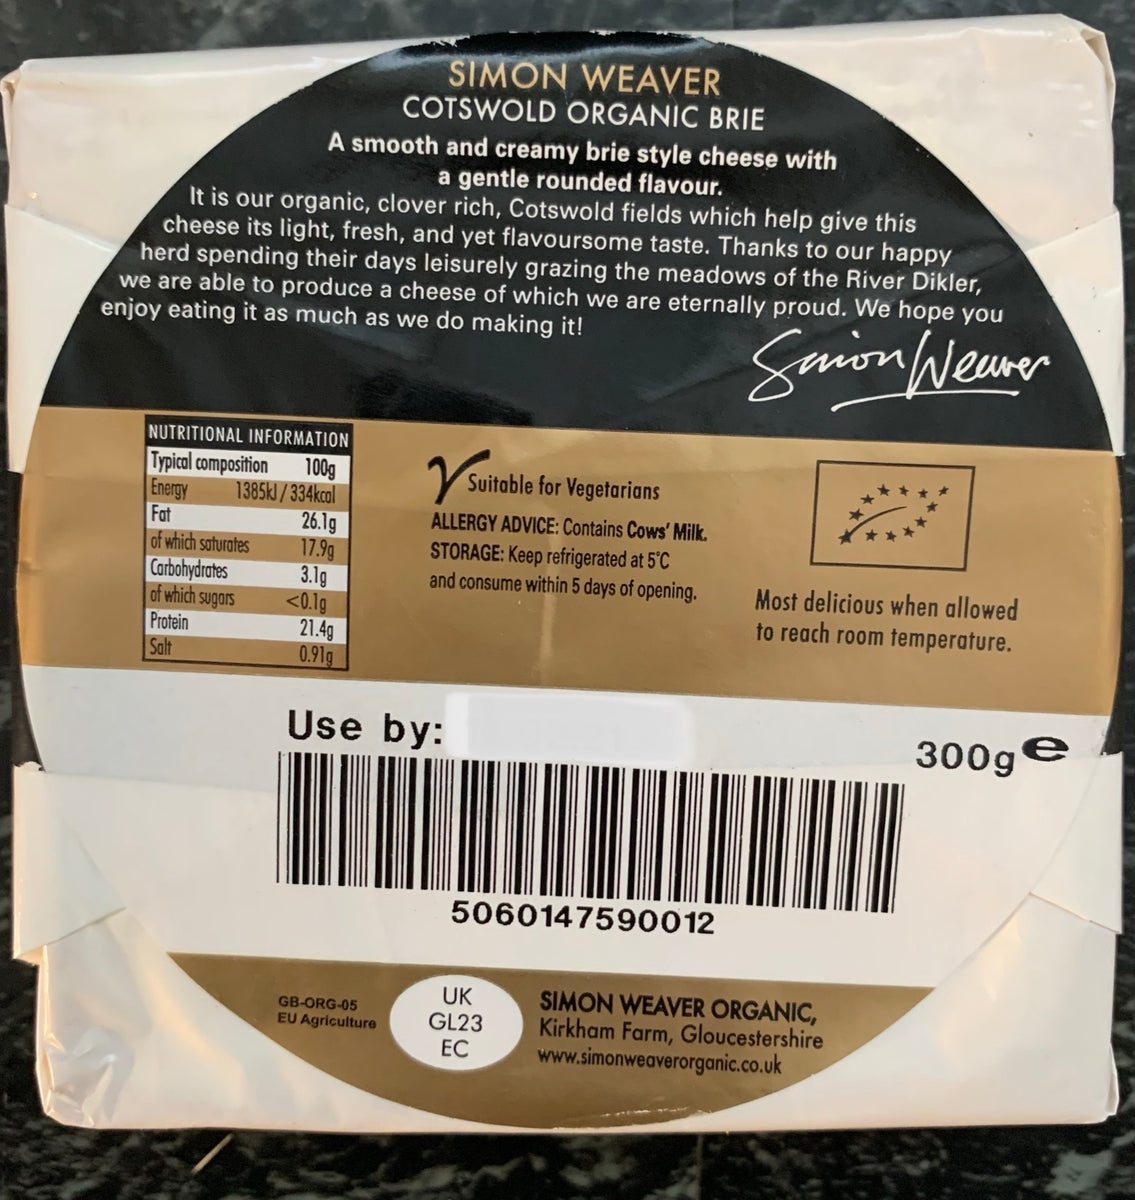 SIMON WEAVER
COTSWOLD ORGANIC BRIE
A smooth and creamy brie style cheese with
a gentle rounded flavour.
It is our organic, clover rich, Cotswold fields which help give this
cheese its light, fresh, and yet flavoursome taste. Thanks to our happy
herd spending their days leisurely grazing the meadows of the River Dikler,
we are able to produce a cheese of which we are eternally proud. We hope you
enjoy eating it as much as we do making it!
Simon Weaver
NUTRITIONAL INFORMATION
Typical composition 100g
Energy 1385kJ / 334kcal
Fat 26.1g
of which saturates 17.9g
Carbohydrates 3.1g
of which sugars <0.1g
Protein 21.4g
Salt 0.91g
V Suitable for Vegetarians
ALLERGY ADVICE: Contains Cows' Milk.
STORAGE: Keep refrigerated at 5°C
and consume within 5 days of opening.
Most delicious when allowed
to reach room temperature.
Use by:
300g e
5060147590012
GB-ORG-05
EU Agriculture
UK
GL23
EC
SIMON WEAVER ORGANIC,
Kirkham Farm, Gloucestershire
www.simonweaverorganic.co.uk